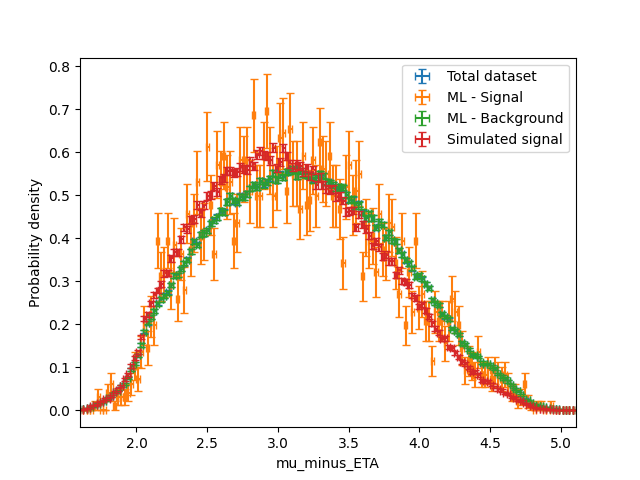 Total dataset
ML - Signal
ML - Background
Simulated signal
Probability density
0.8
0.7
0.6
0.5
0.4
0.3
0.2
0.1
0.0
2.0 2.5 3.0 3.5 4.0 4.5 5.0
mu_minus_ETA